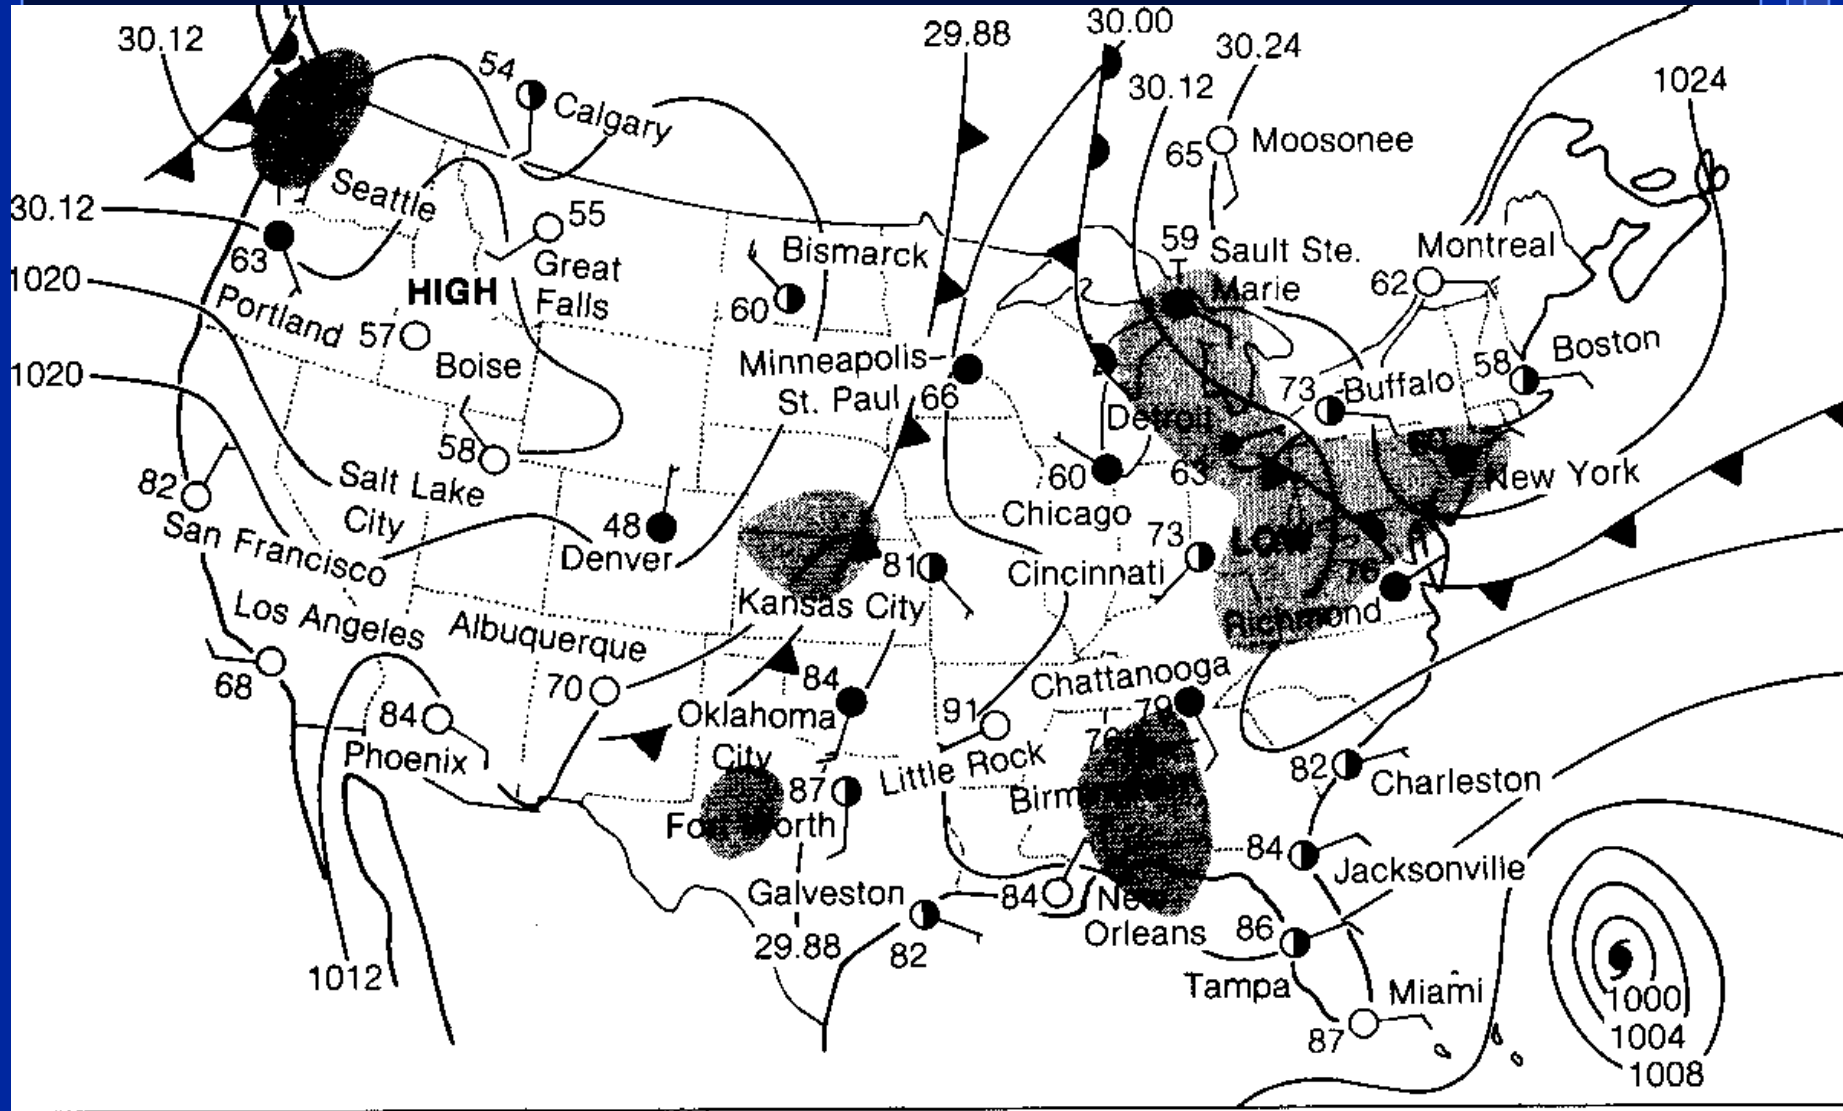 30.12
29.88
30.00
30.24
30.12
1024
54
Calgary
65
Moosonee
Seattle
30.12
63
55
Great
Falls
HIGH
Bismarck
60
59
Sault Ste.
Marie
Montreal
62
1020
Portland
57
Boise
Minneapolis-
St. Paul
66
73
Buffalo
58
Boston
1020
Detroit
63
58
Salt Lake
City
82
San Francisco
48
Denver
60
Chicago
New York
81
Kansas City
73
Cincinnati
LOW
76
Richmond
Los Angeles
68
Albuquerque
70
84
Oklahoma
City
91
Little Rock
Chattanooga
79
84
Phoenix
87
Fort Worth
82
Charleston
84
Jacksonville
Galveston
82
29.88
84
New
Orleans
86
Tampa
Miami
87
1012
1000
1004
1008